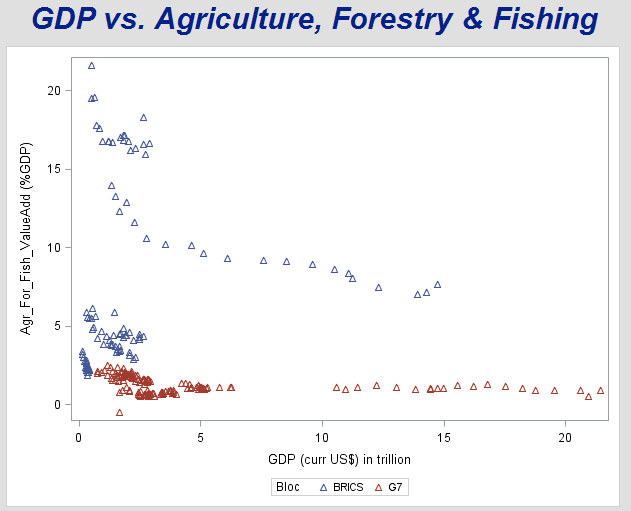 GDP vs. Agriculture, Forestry & Fishing
Agr_For_Fish_ValueAdd (%GDP)
20
15
10
5
0
0 5 10 15 20
GDP (curr US$) in trillion
Bloc BRICS G7